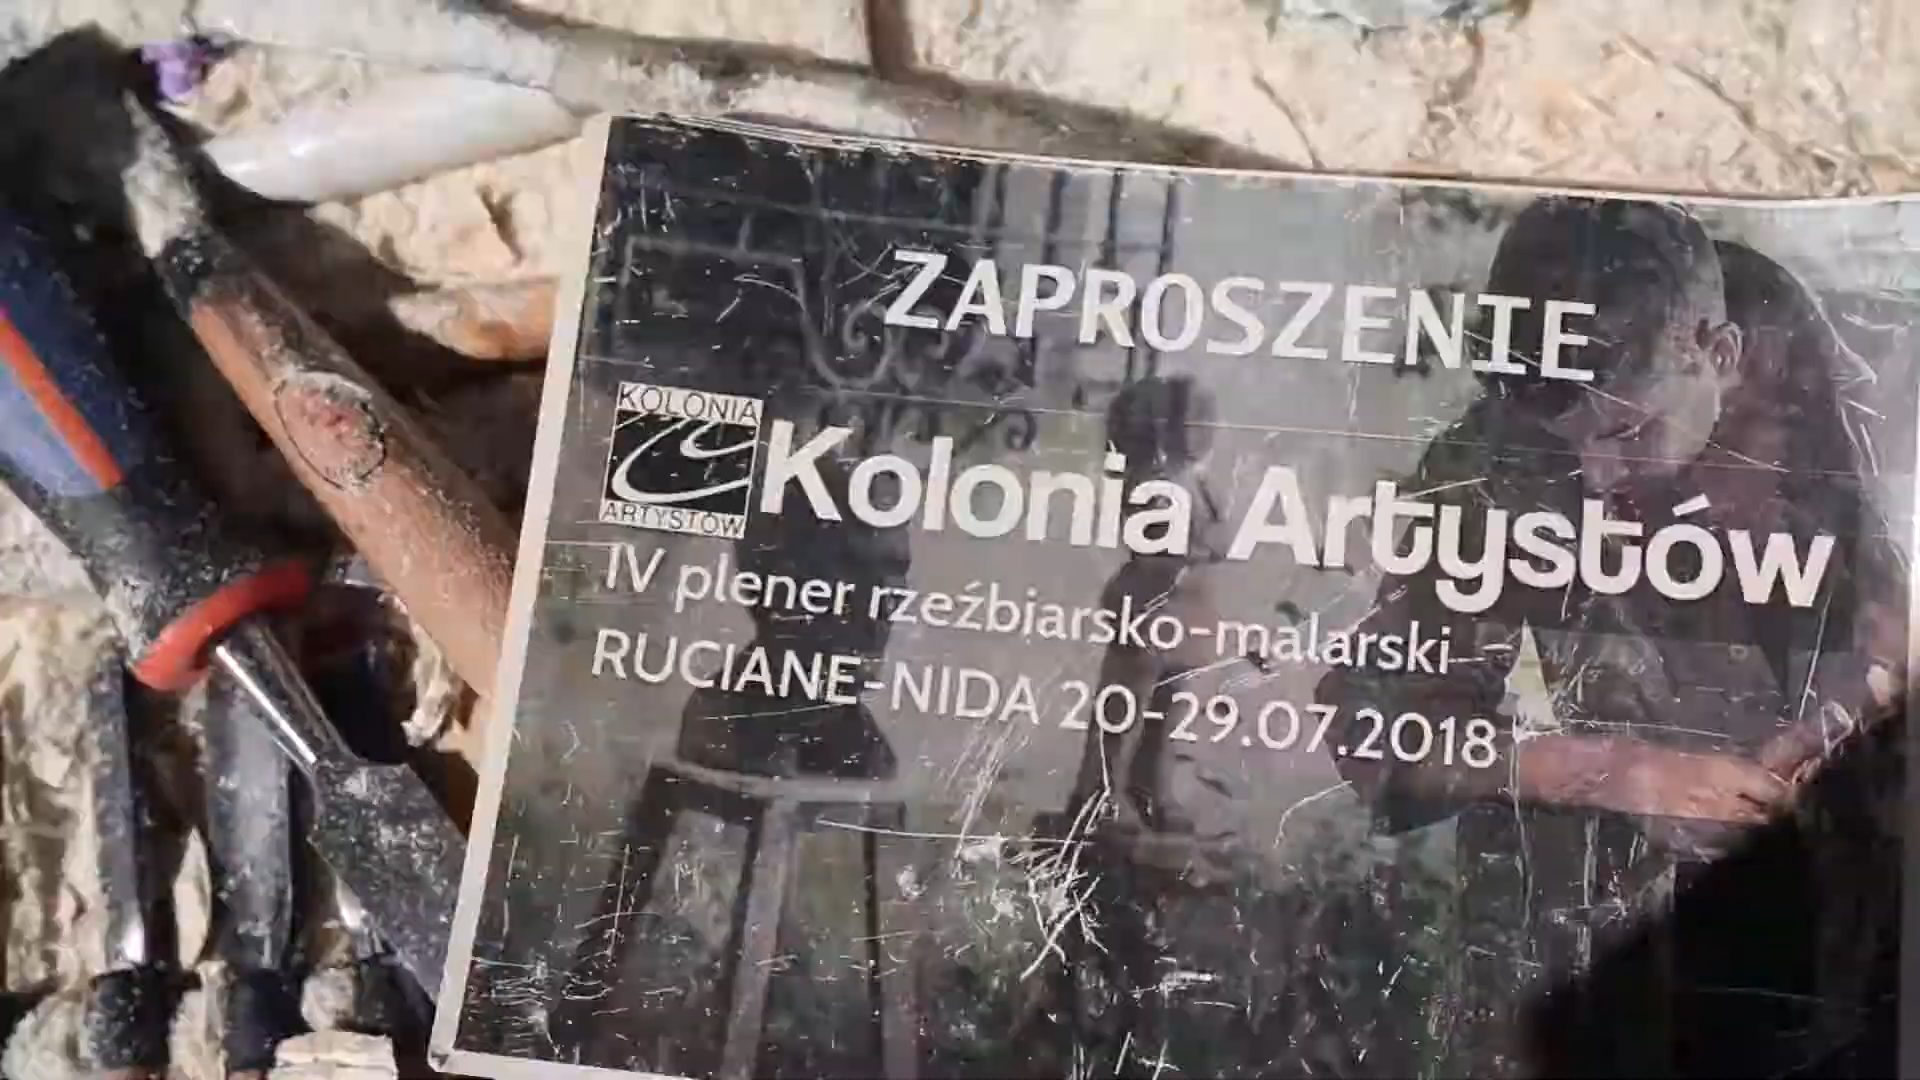 ZAPROSZENIE
KOLONIA
ARTYSTÓW
Kolonia Artystów
IV plener rzeźbiarsko-malarski
RUCIANE-NIDA 20-29.07.2018